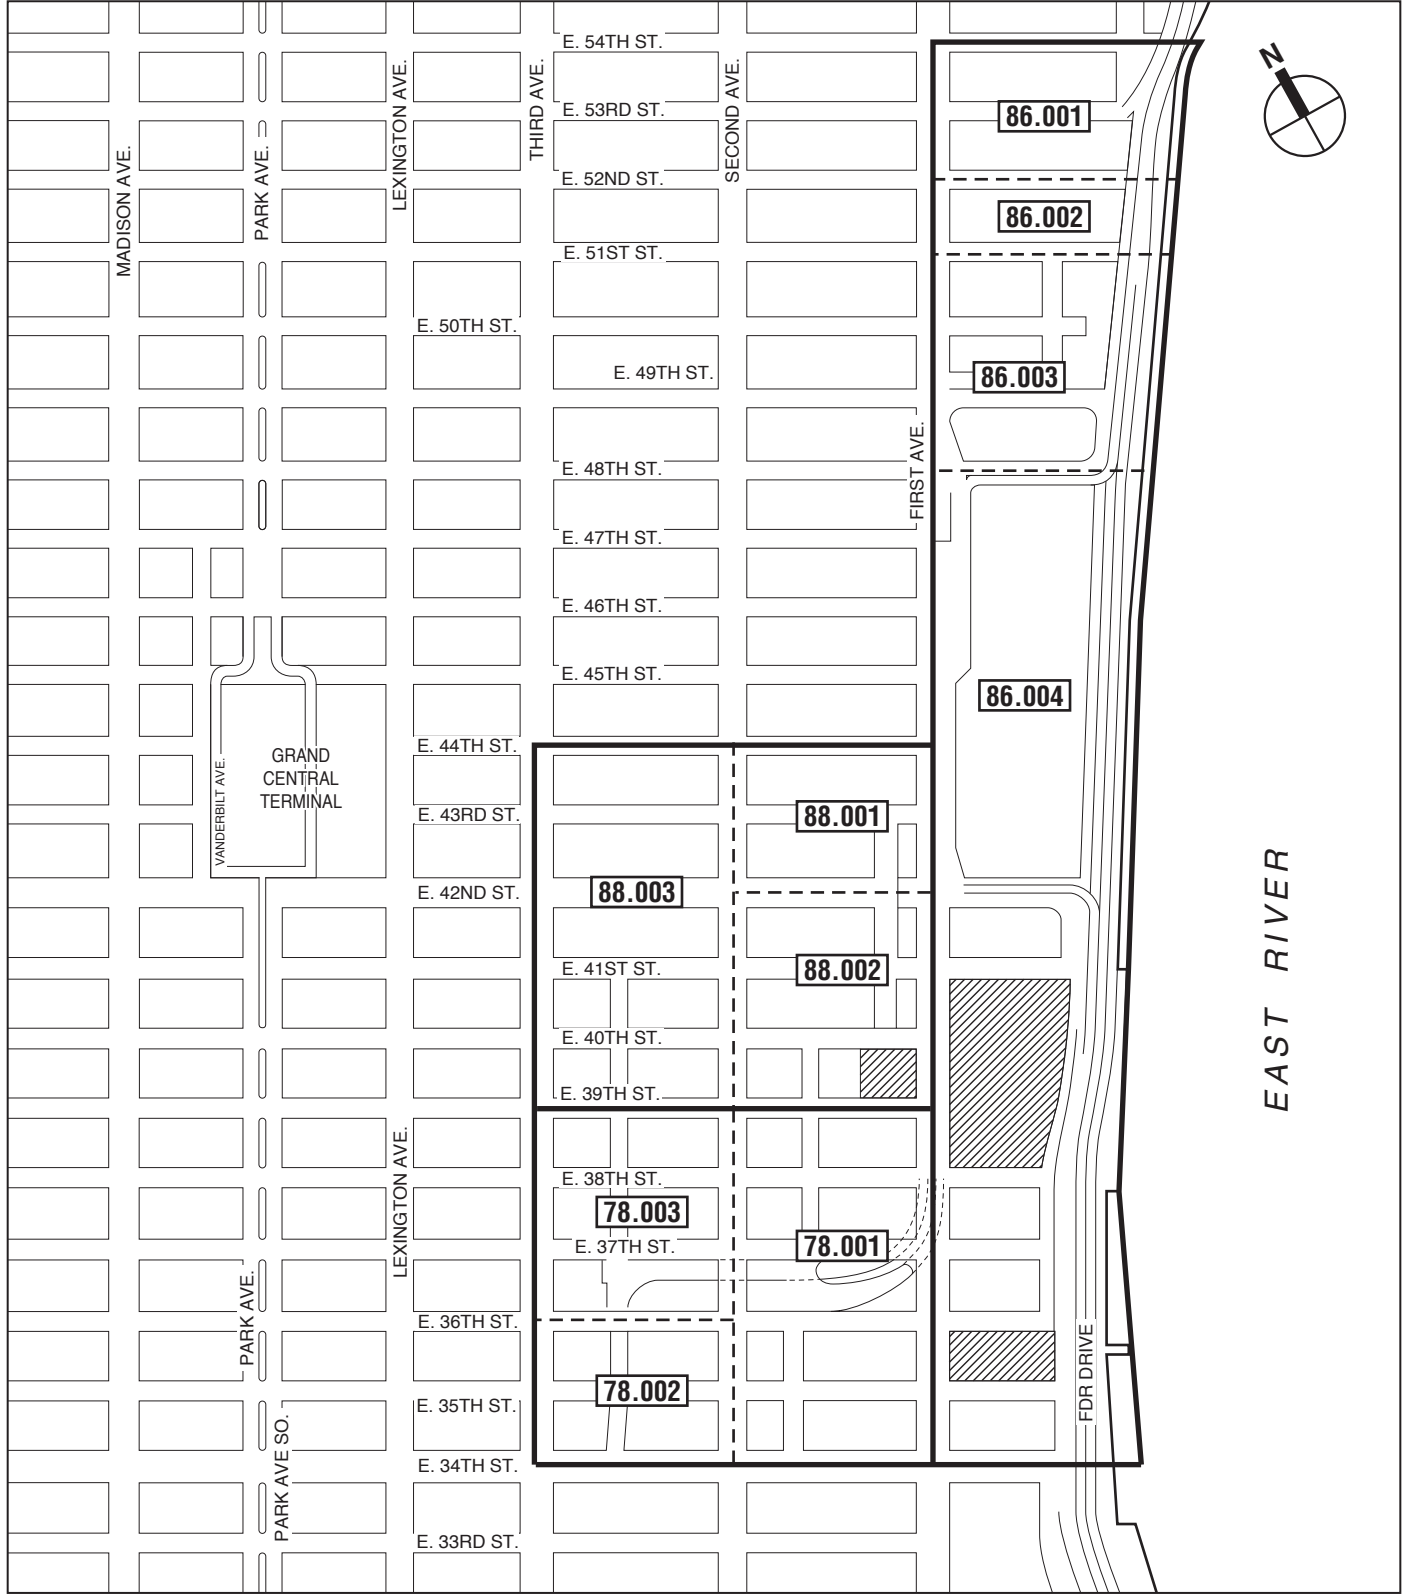 E. 54TH ST.
N
LEXINGTON AVE.
THIRD AVE.
SECOND AVE.
E. 53RD ST.
86.001
MADISON AVE.
PARK AVE.
E. 52ND ST.
86.002
E. 51ST ST.
E. 50TH ST.
E. 49TH ST.
86.003
FIRST AVE.
E. 48TH ST.
E. 47TH ST.
E. 46TH ST.
E. 45TH ST.
86.004
E. 44TH ST.
GRAND
CENTRAL
TERMINAL
VANDERBILT AVE.
E. 43RD ST.
88.001
E. 42ND ST.
88.003
EAST RIVER
E. 41ST ST.
88.002
E. 40TH ST.
E. 39TH ST.
LEXINGTON AVE.
E. 38TH ST.
78.003
E. 37TH ST.
78.001
PARK AVE.
E. 36TH ST.
FDR DRIVE
78.002
E. 35TH ST.
PARK AVE SO.
E. 34TH ST.
E. 33RD ST.